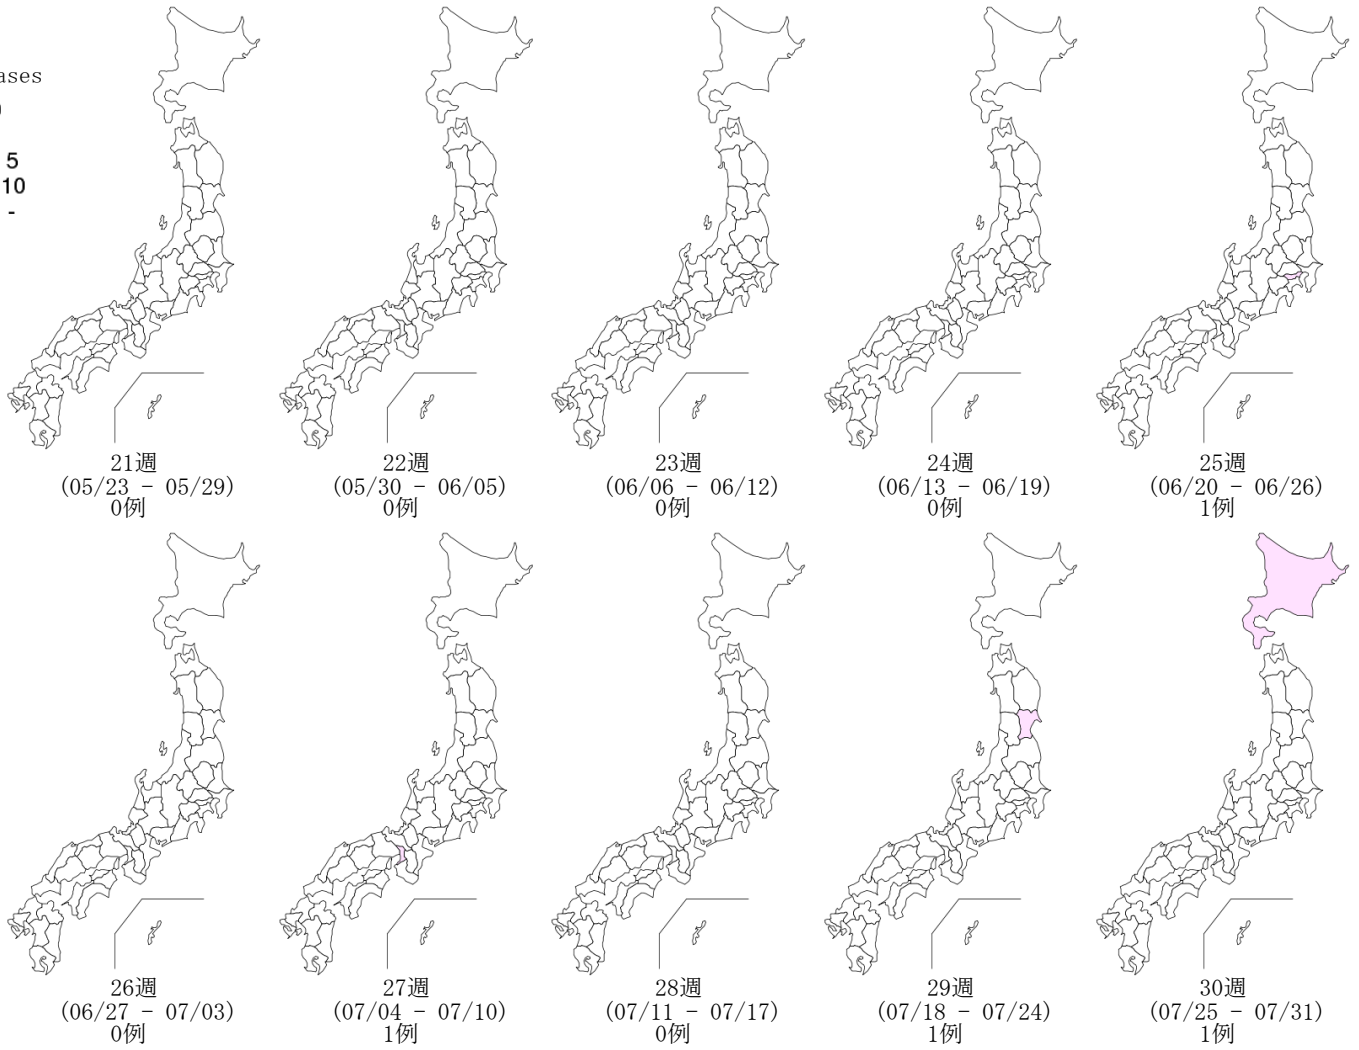 ases
5
10
-
21週
(05/23 - 05/29)
0例
22週
(05/30 - 06/05)
0例
23週
(06/06 - 06/12)
0例
24週
(06/13 - 06/19)
0例
25週
(06/20 - 06/26)
1例
26週
(06/27 - 07/03)
0例
27週
(07/04 - 07/10)
1例
28週
(07/11 - 07/17)
0例
29週
(07/18 - 07/24)
1例
30週
(07/25 - 07/31)
1例